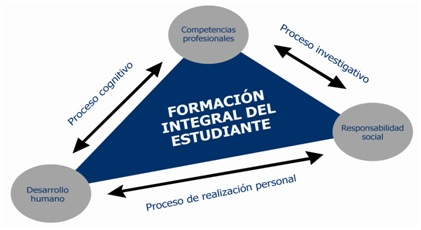 Competencias
profesionales
Proceso cognitivo
Proceso investigativo
FORMACIÓN
INTEGRAL DEL
ESTUDIANTE
Responsabilidad
social
Desarrollo
humano
Proceso de realización personal